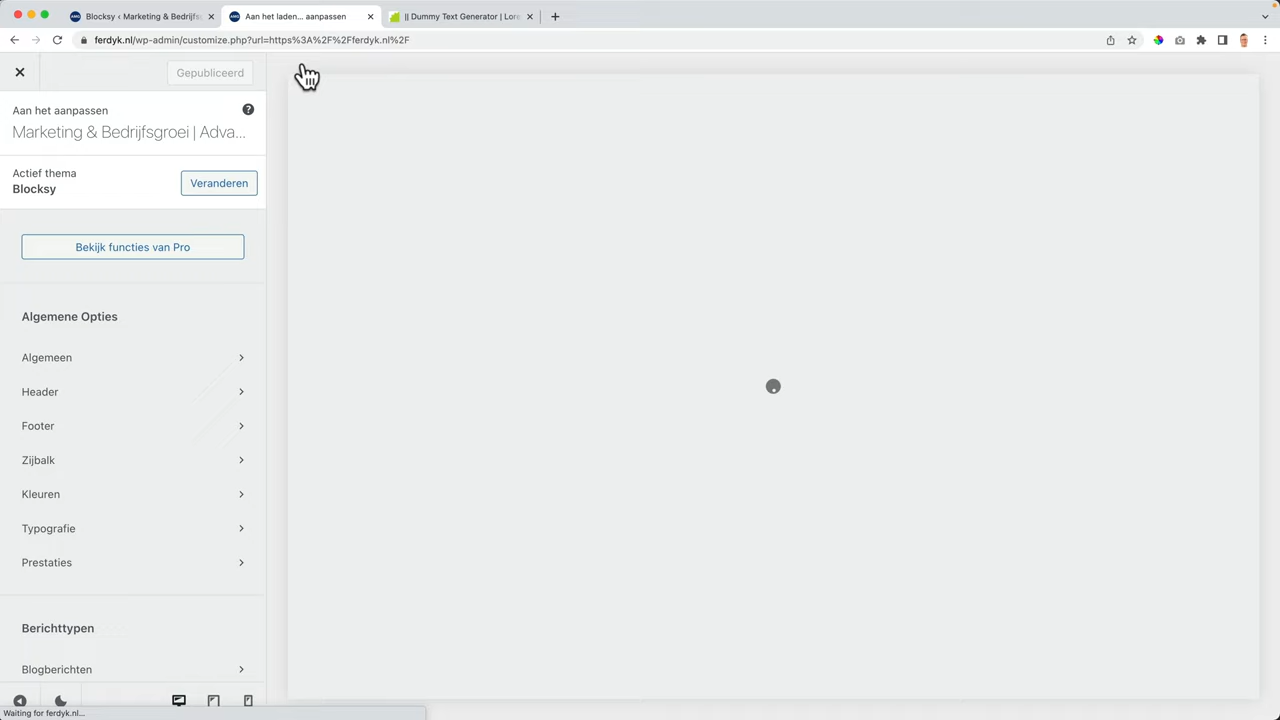 AMG Blocksy ‹ Marketing & Bedrijfs
AMG Aan het laden... aanpassen
|| Dummy Text Generator | Lore
ferdyk.nl/wp-admin/customize.php?url=https%3A%2F%2Fferdyk.nl%2F
Gepubliceerd
Aan het aanpassen
Marketing & Bedrijfsgroei | Adva...
Actief thema
Blocksy
Veranderen
Bekijk functies van Pro
Algemene Opties
Algemeen
Header
Footer
Zijbalk
Kleuren
Typografie
Prestaties
Berichttypen
Blogberichten
Waiting for ferdyk.nl...